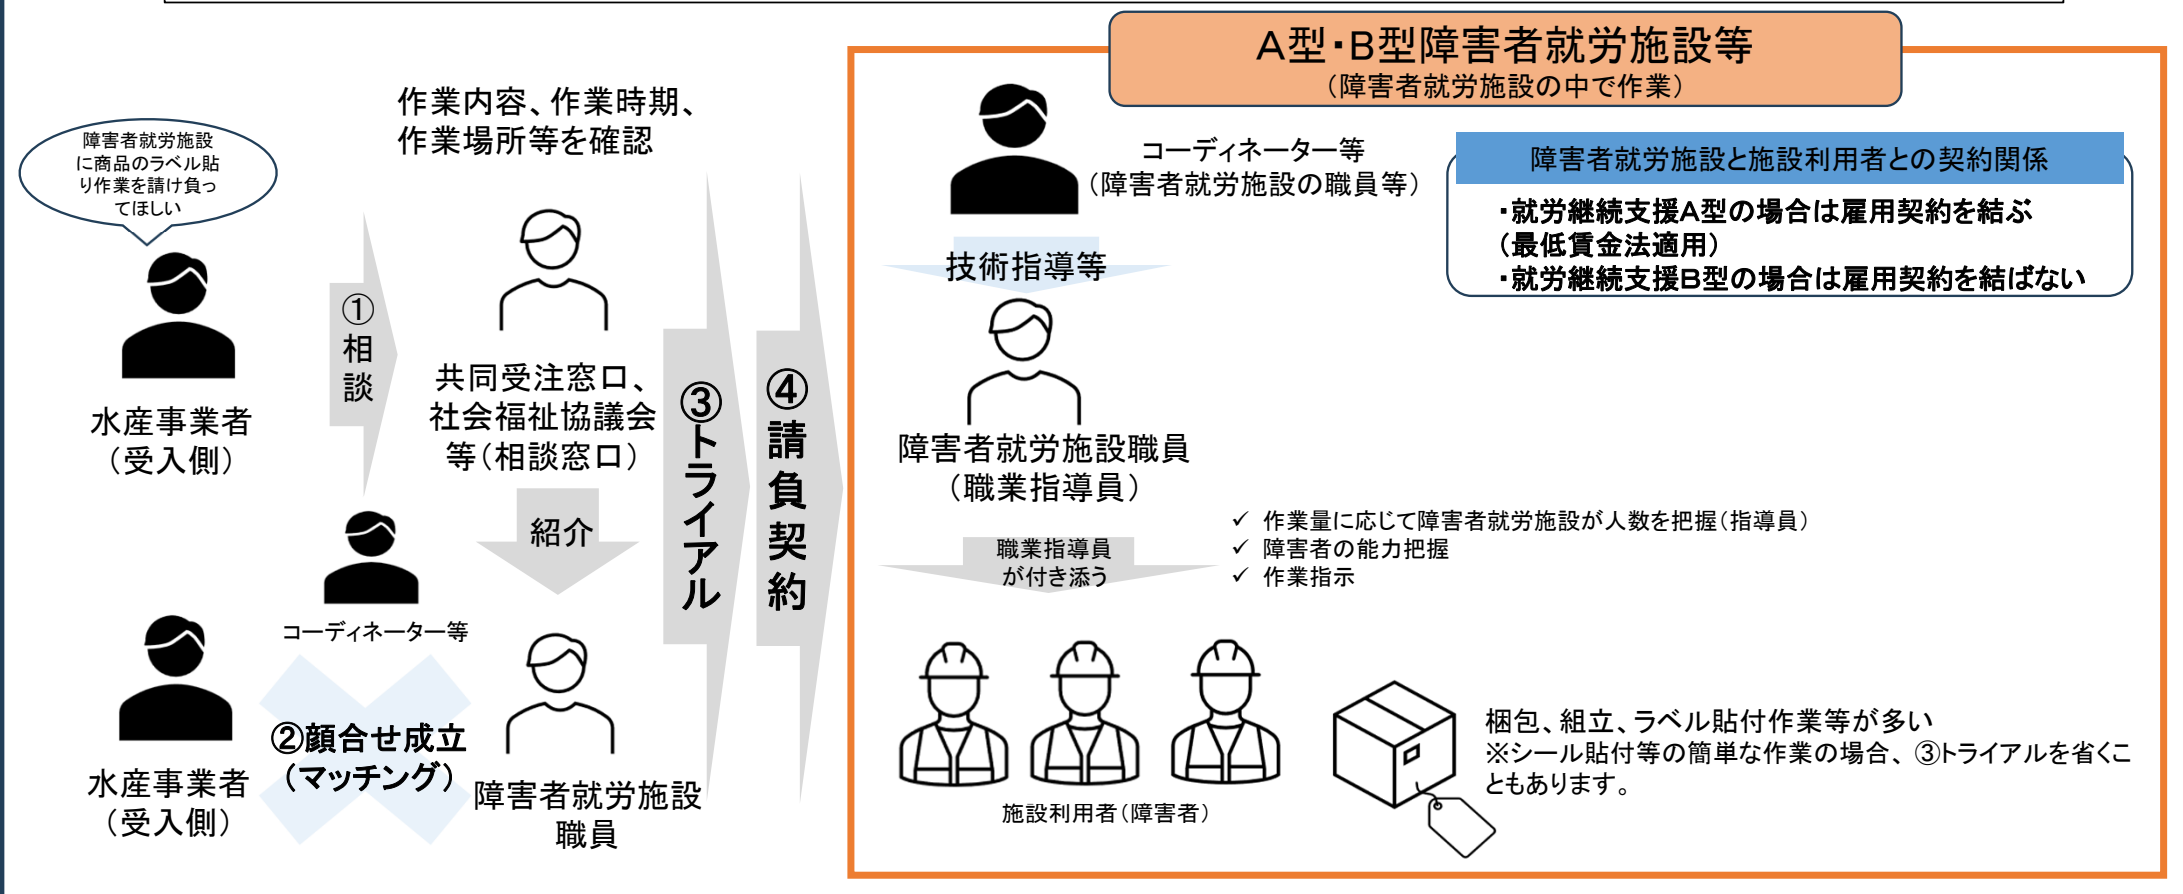 障害者就労施設
に商品のラベル貼
り作業を請け負っ
てほしい
水産事業者
（受入側）
①
相
談
作業内容、作業時期、
作業場所等を確認
共同受注窓口、
社会福祉協議会
等（相談窓口）
紹介
コーディネーター等
水産事業者
（受入側）
②顔合せ成立
（マッチング）
障害者就労施設
職員
③トライアル
④請負契約
A型・B型障害者就労施設等
（障害者就労施設の中で作業）
コーディネーター等
（障害者就労施設の職員等）
障害者就労施設と施設利用者との契約関係
・就労継続支援A型の場合は雇用契約を結ぶ
（最低賃金法適用）
・就労継続支援B型の場合は雇用契約を結ばない
技術指導等
障害者就労施設職員
（職業指導員）
職業指導員
が付き添う
✓ 作業量に応じて障害者就労施設が人数を把握（指導員）
✓ 障害者の能力把握
✓ 作業指示
施設利用者（障害者）
梱包、組立、ラベル貼付作業等が多い
※シール貼付等の簡単な作業の場合、③トライアルを省くこ
ともあります。